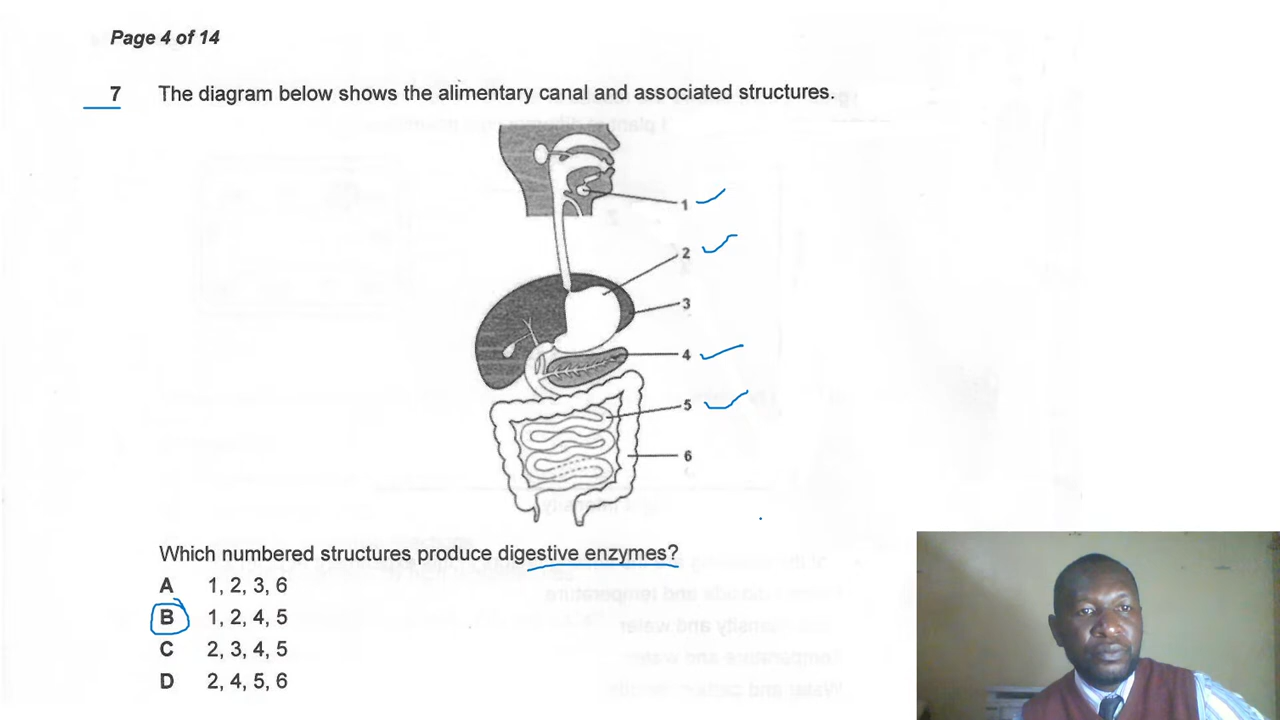 Page 4 of 14
7 The diagram below shows the alimentary canal and associated structures.
1
2
3
4
5
6
Which numbered structures produce digestive enzymes?
A 1, 2, 3, 6
B 1, 2, 4, 5
C 2, 3, 4, 5
D 2, 4, 5, 6